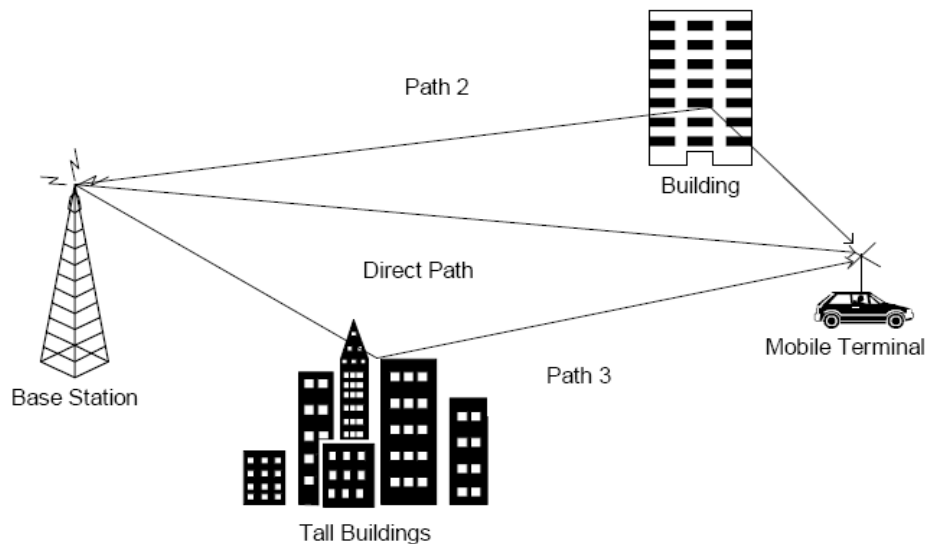 Path 2
Building
Direct Path
Mobile Terminal
Path 3
Base Station
Tall Buildings